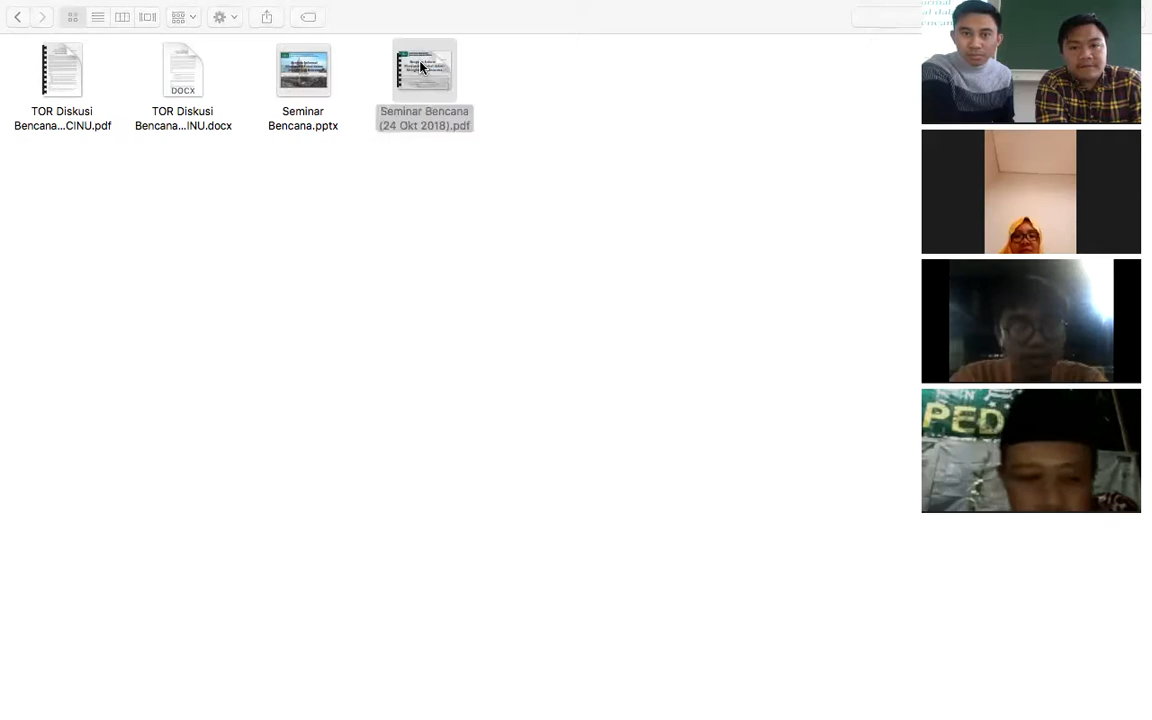 TOR Diskusi
Bencana...CINU.pdf
DOCX
TOR Diskusi
Bencana...INU.docx
Seminar
Bencana.pptx
Seminar Bencana
(24 Okt 2018).pdf
PED